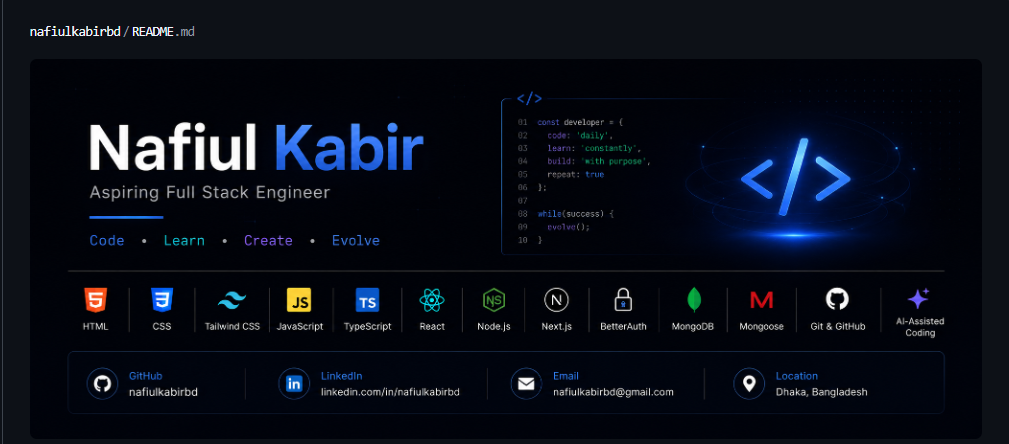 nafiulkabirbd/README.md
Nafiul Kabir
Aspiring Full Stack Engineer
Code • Learn • Create • Evolve
</>
01 const developer = {
02 code: 'daily',
03 learn: 'constantly',
04 build: 'with purpose',
05 repeat: true
06 };
07
08 while(success) {
09 evolve();
10 }
</>
HTML
CSS
Tailwind CSS
JS
JavaScript
TS
TypeScript
React
Node.js
N
Next.js
BetterAuth
MongoDB
M
Mongoose
Git & GitHub
AI-Assisted
Coding
GitHub
nafiulkabirbd
in
LinkedIn
linkedin.com/in/nafiulkabirbd
Email
nafiulkabirbd@gmail.com
Location
Dhaka, Bangladesh